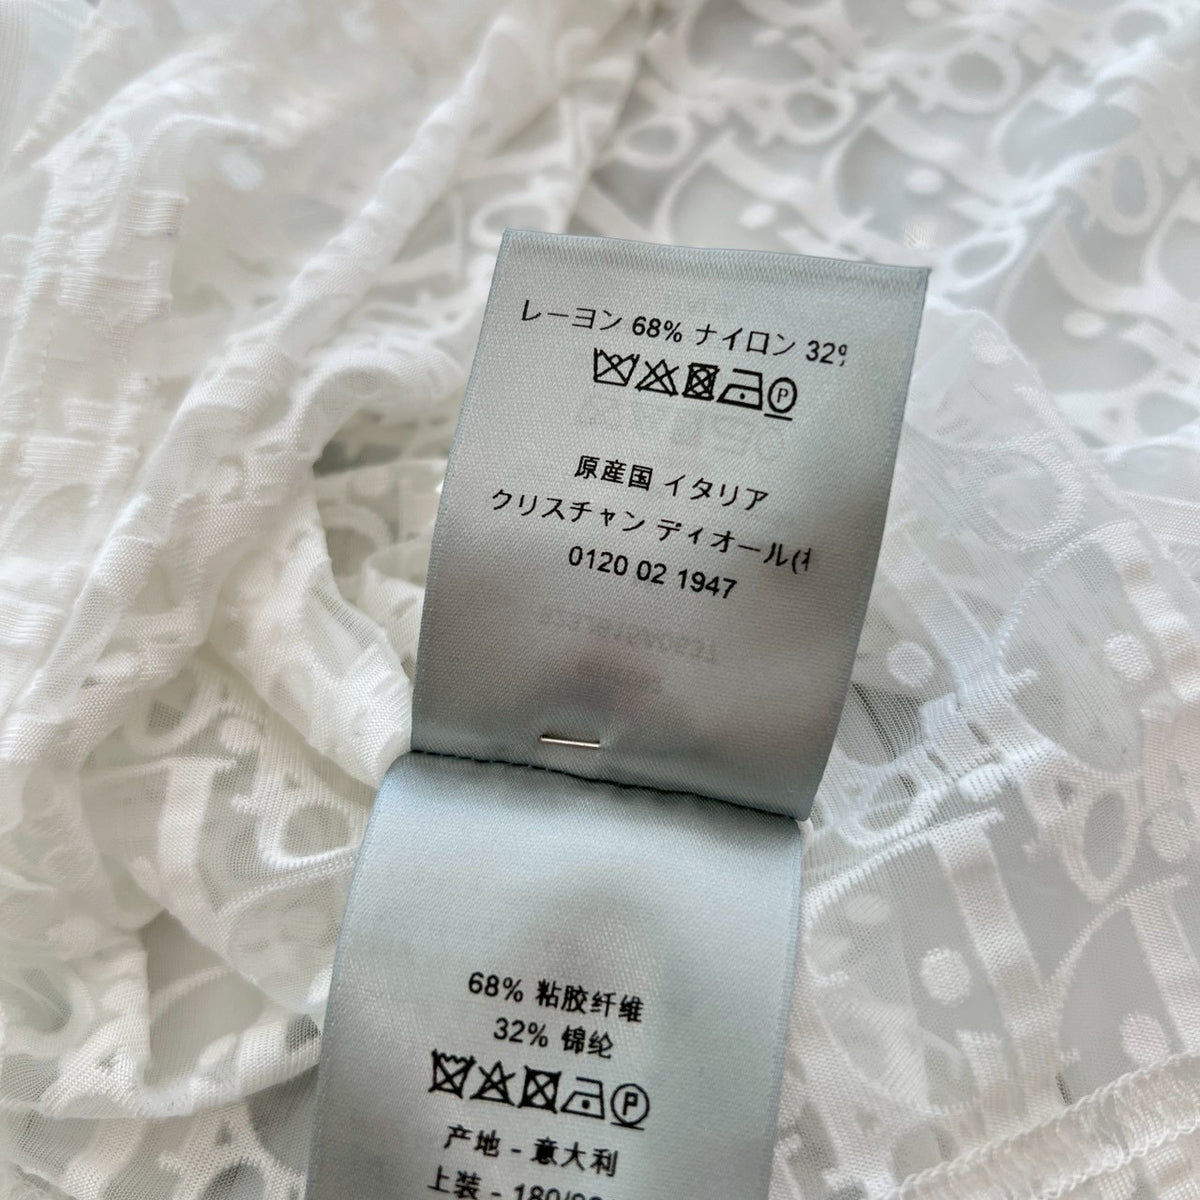 レーヨン 68% ナイロン 32%
P
原産国 イタリア
クリスチャン ディオール(
0120 02 1947
68% 粘胶纤维
32% 锦纶
P
产地 - 意大利
上装 - 180/